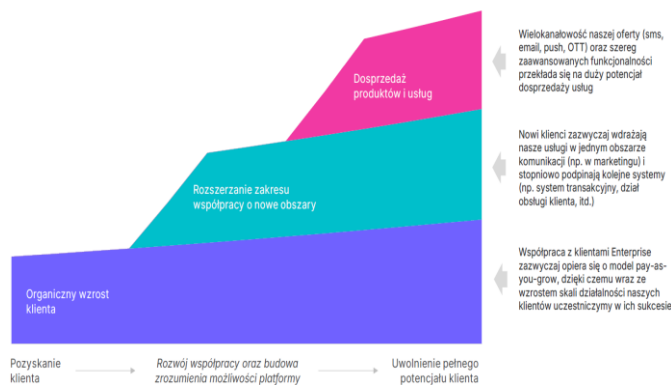 Wielokanałowość naszej oferty (sms,
email, push, OTT) oraz szereg
zaawansowanych funkcjonalności
przekłada się na duży potencjał
dosprzedaży usług
Dosprzedaż
produktów i usług
Nowi klienci zazwyczaj wdrażają
nasze usługi w jednym obszarze
komunikacji (np. w marketingu) i
stopniowo podpinają kolejne systemy
(np. system transakcyjny, dział
obsługi klienta, itd.)
Rozszerzanie zakresu
współpracy o nowe obszary
Współpraca z klientami Enterprise
zazwyczaj opiera się o model pay-as-
you-grow, dzięki czemu wraz ze
wzrostem skali działalności naszych
klientów uczestniczymy w ich sukcesie
Organiczny wzrost
klienta
Pozyskanie
klienta
Rozwój współpracy oraz budowa
zrozumienia możliwości platformy
Uwolnienie pełnego
potencjału klienta